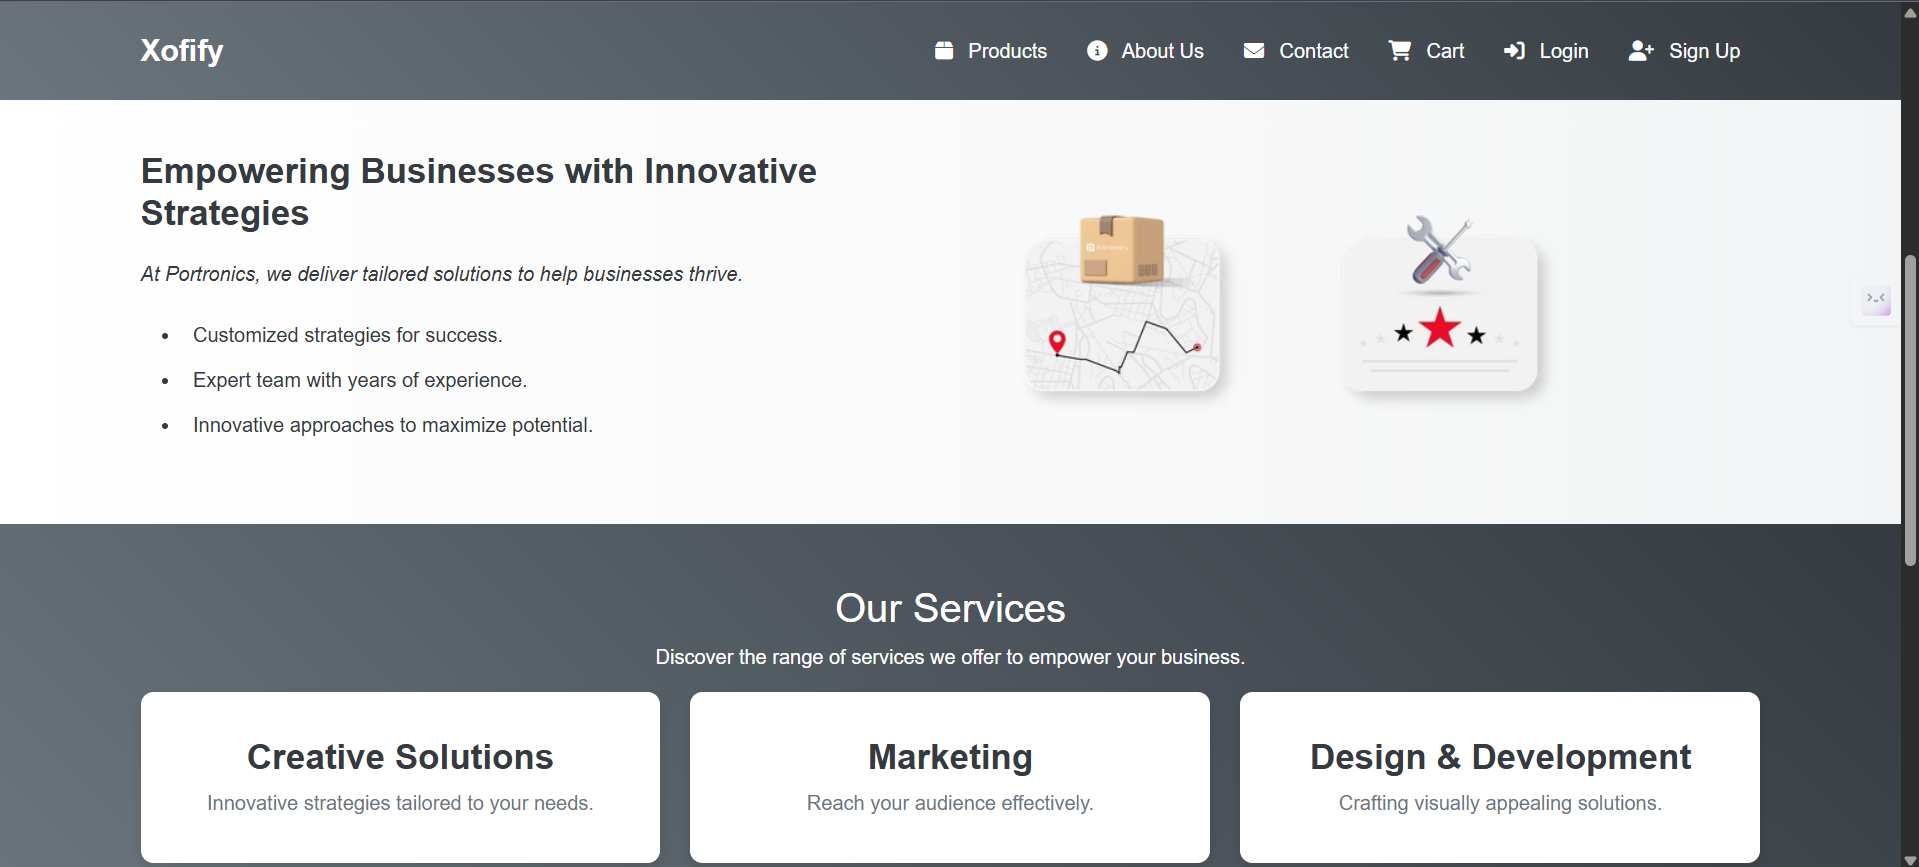 Xofify
Products
About Us
Contact
Cart
Login
Sign Up
Empowering Businesses with Innovative
Strategies
At Portronics, we deliver tailored solutions to help businesses thrive.
Customized strategies for success.
Expert team with years of experience.
Innovative approaches to maximize potential.
Our Services
Discover the range of services we offer to empower your business.
Creative Solutions
Innovative strategies tailored to your needs.
Marketing
Reach your audience effectively.
Design & Development
Crafting visually appealing solutions.